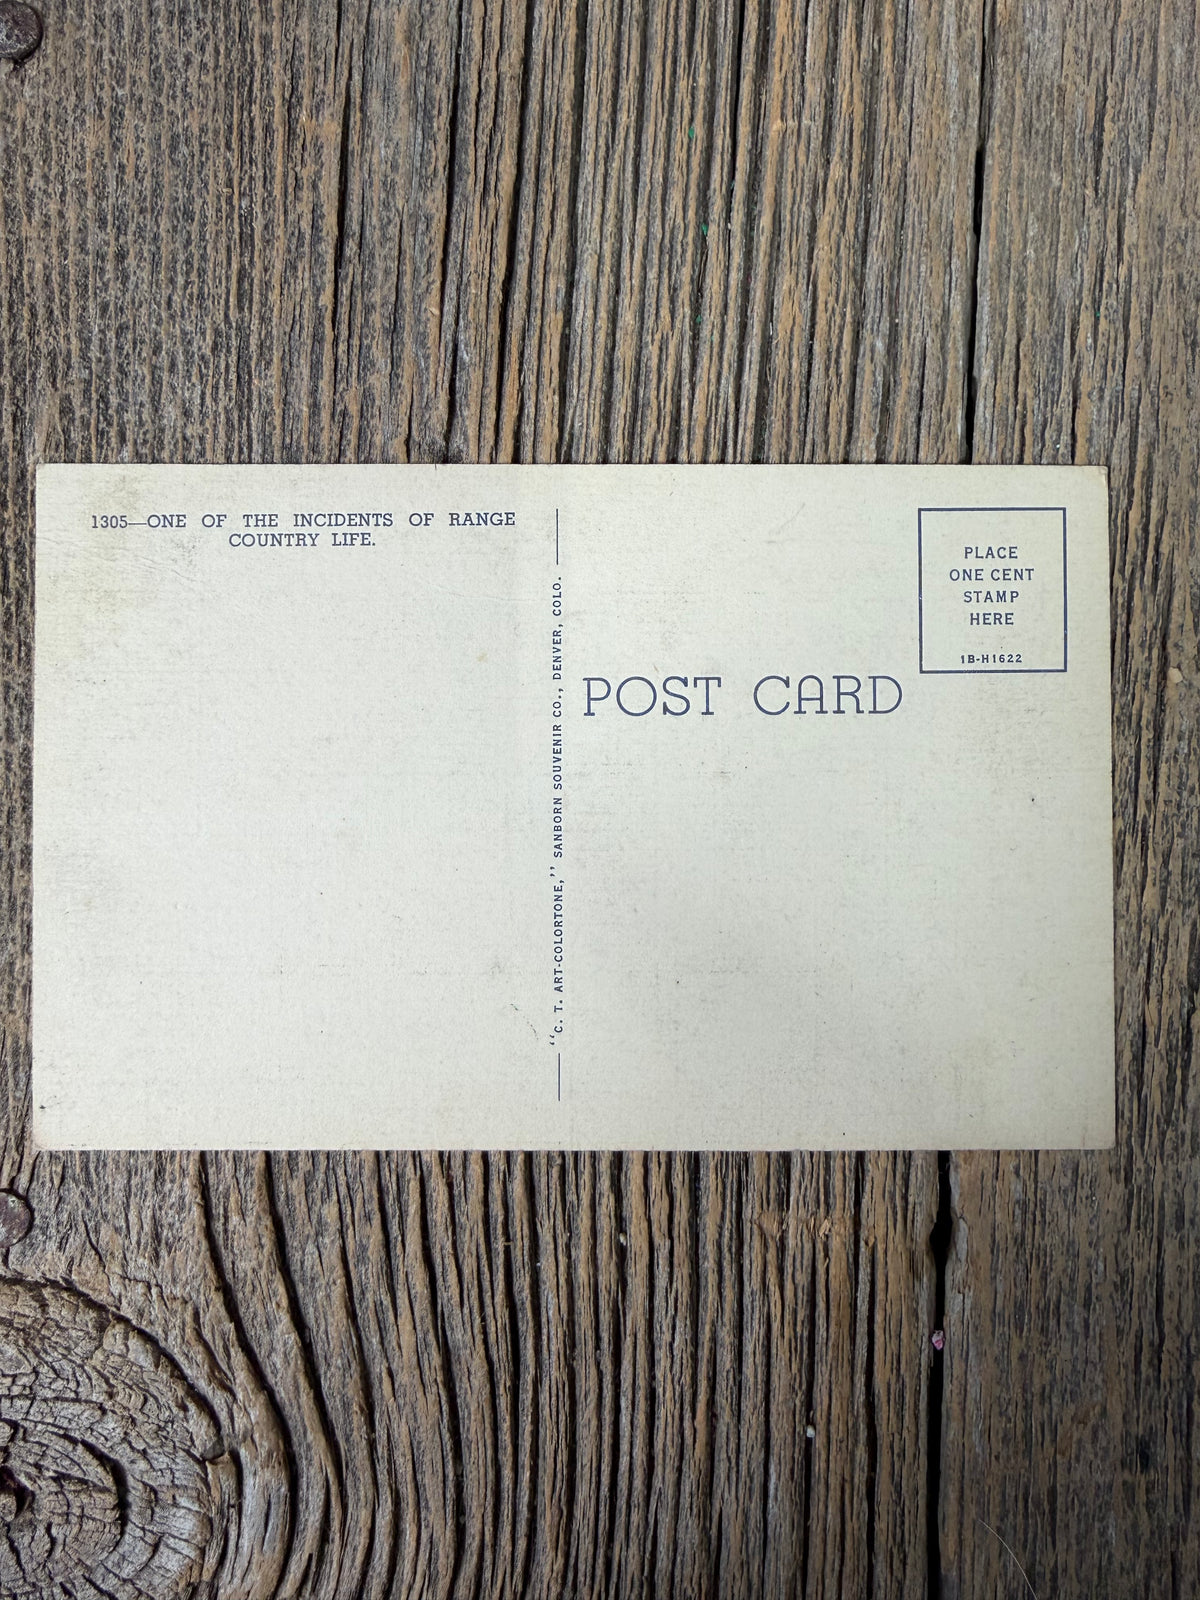 1305—ONE OF THE INCIDENTS OF RANGE
COUNTRY LIFE.
"C. T. ART-COLORTONE," SANBORN SOUVENIR CO., DENVER, COLO.
POST CARD
PLACE
ONE CENT
STAMP
HERE
1B-H1622